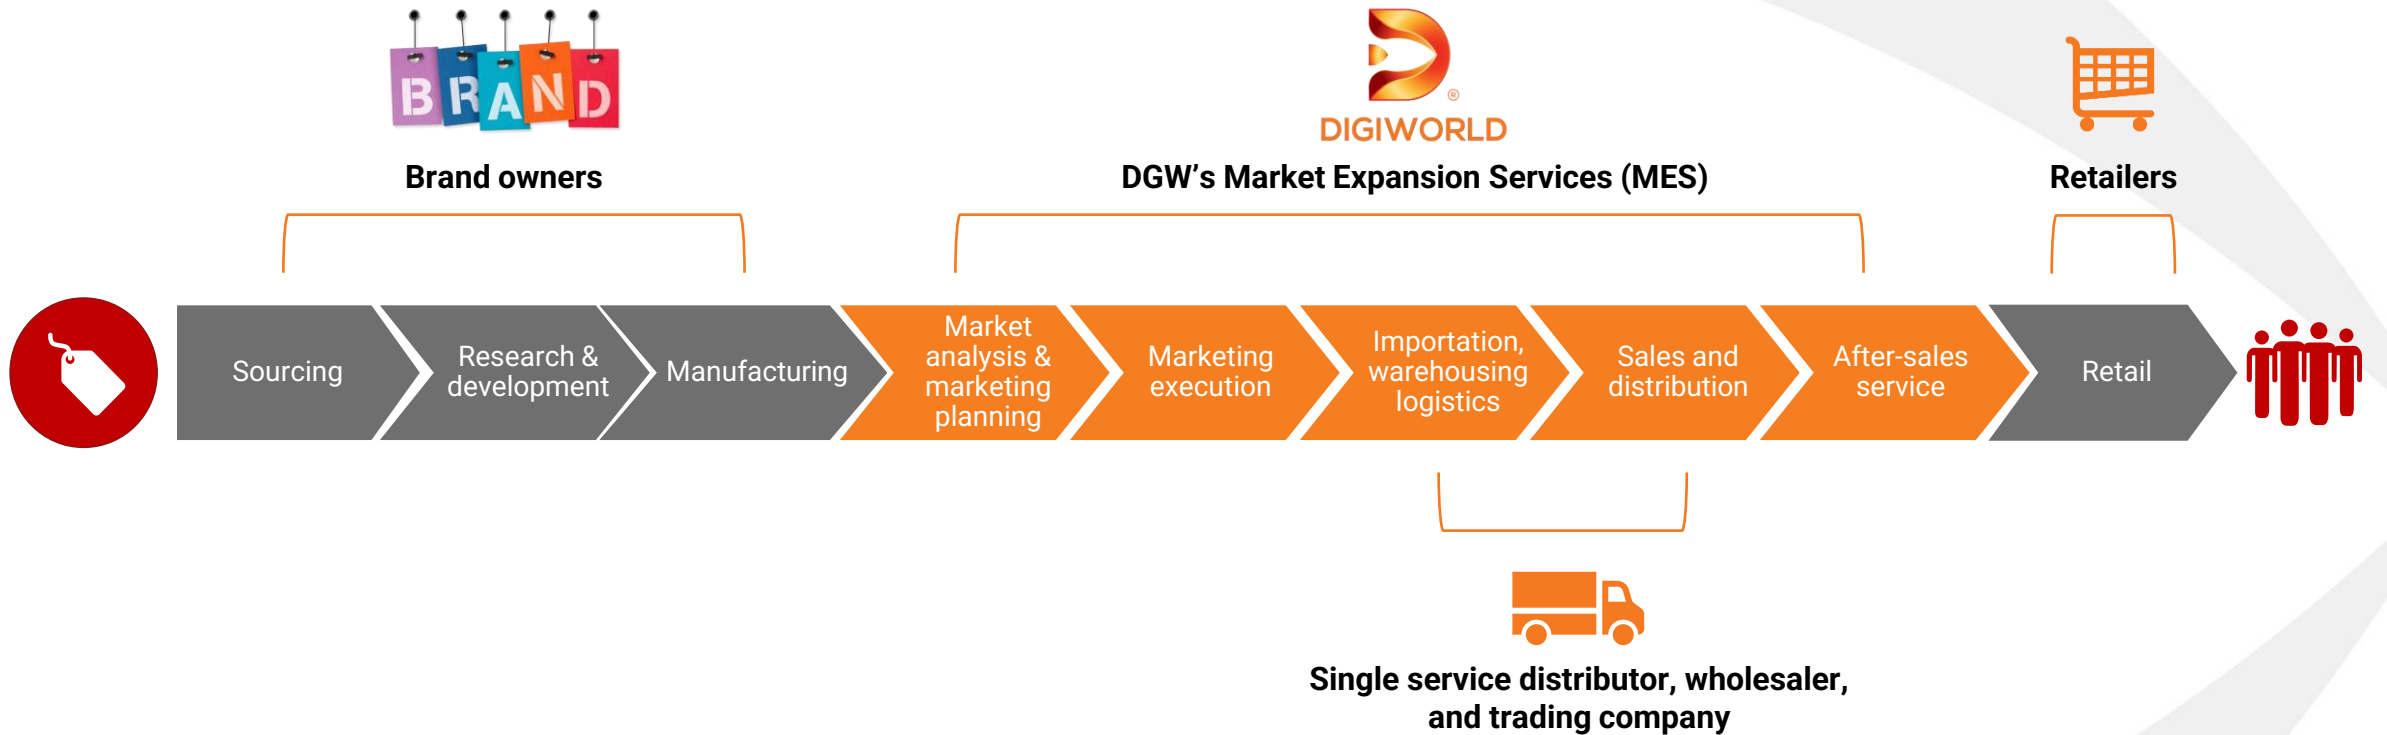 BRAND
DIGIWORLD
®
Brand owners
DGW's Market Expansion Services (MES)
Retailers
Sourcing
Research &
development
Manufacturing
Market
analysis &
marketing
planning
Marketing
execution
Importation,
warehousing
logistics
Sales and
distribution
After-sales
service
Retail
Single service distributor, wholesaler,
and trading company